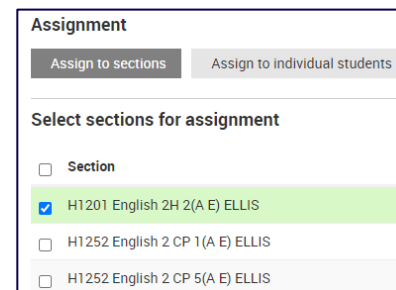 Assignment
Assign to sections Assign to individual students
Select sections for assignment
Section
H1201 English 2H 2(A E) ELLIS
H1252 English 2 CP 1(A E) ELLIS
H1252 English 2 CP 5(A E) ELLIS